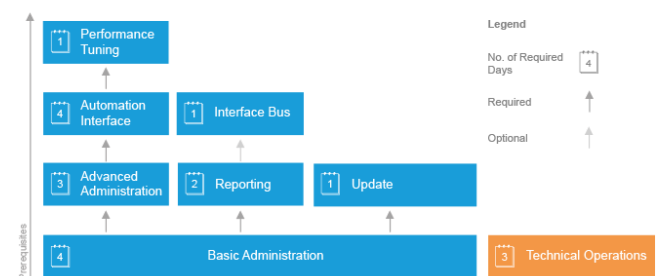 1 Performance
Tuning
Legend
No. of Required
Days
4
4 Automation
Interface
1 Interface Bus
Required
Optional
3 Advanced
Administration
2 Reporting
1 Update
Prerequisites
4 Basic Administration
3 Technical Operations